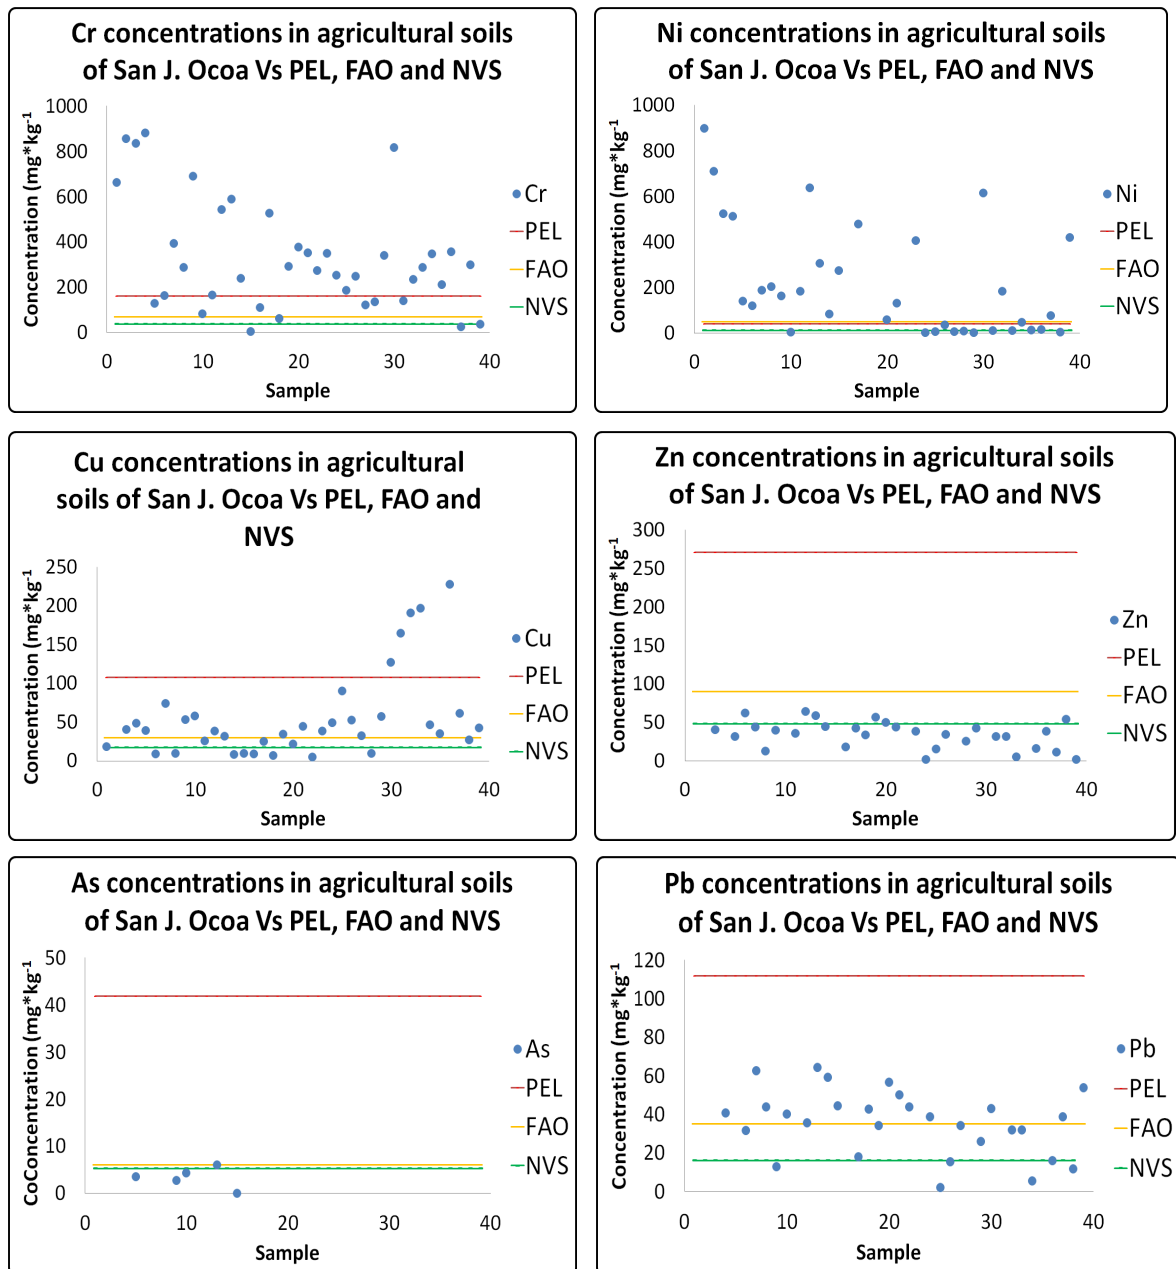 Cr concentrations in agricultural soils
of San J. Ocoa Vs PEL, FAO and NVS
Concentration (mg*kg-1
1000
800
600
400
200
0
0
10
20
30
40
Sample
Cr
PEL
FAO
NVS
Ni concentrations in agricultural soils
of San J. Ocoa Vs PEL, FAO and NVS
Concentration (mg*kg-1
1000
800
600
400
200
0
0
10
20
30
40
Sample
Ni
PEL
FAO
NVS
Cu concentrations in agricultural
soils of San J. Ocoa Vs PEL, FAO and
NVS
Concentration (mg*kg-1
250
200
150
100
50
0
0
10
20
30
40
Sample
Cu
PEL
FAO
NVS
Zn concentrations in agricultural soils
of San J. Ocoa Vs PEL, FAO and NVS
Concentration (mg*kg-1
300
250
200
150
100
50
0
0
10
20
30
40
Sample
Zn
PEL
FAO
NVS
As concentrations in agricultural soils
of San J. Ocoa Vs PEL, FAO and NVS
CoConcentration (mg*kg-1
50
40
30
20
10
0
0
10
20
30
40
Sample
As
PEL
FAO
NVS
Pb concentrations in agricultural soils
of San J. Ocoa Vs PEL, FAO and NVS
Concentration (mg*kg-1
120
100
80
60
40
20
0
0
10
20
30
40
Sample
Pb
PEL
FAO
NVS